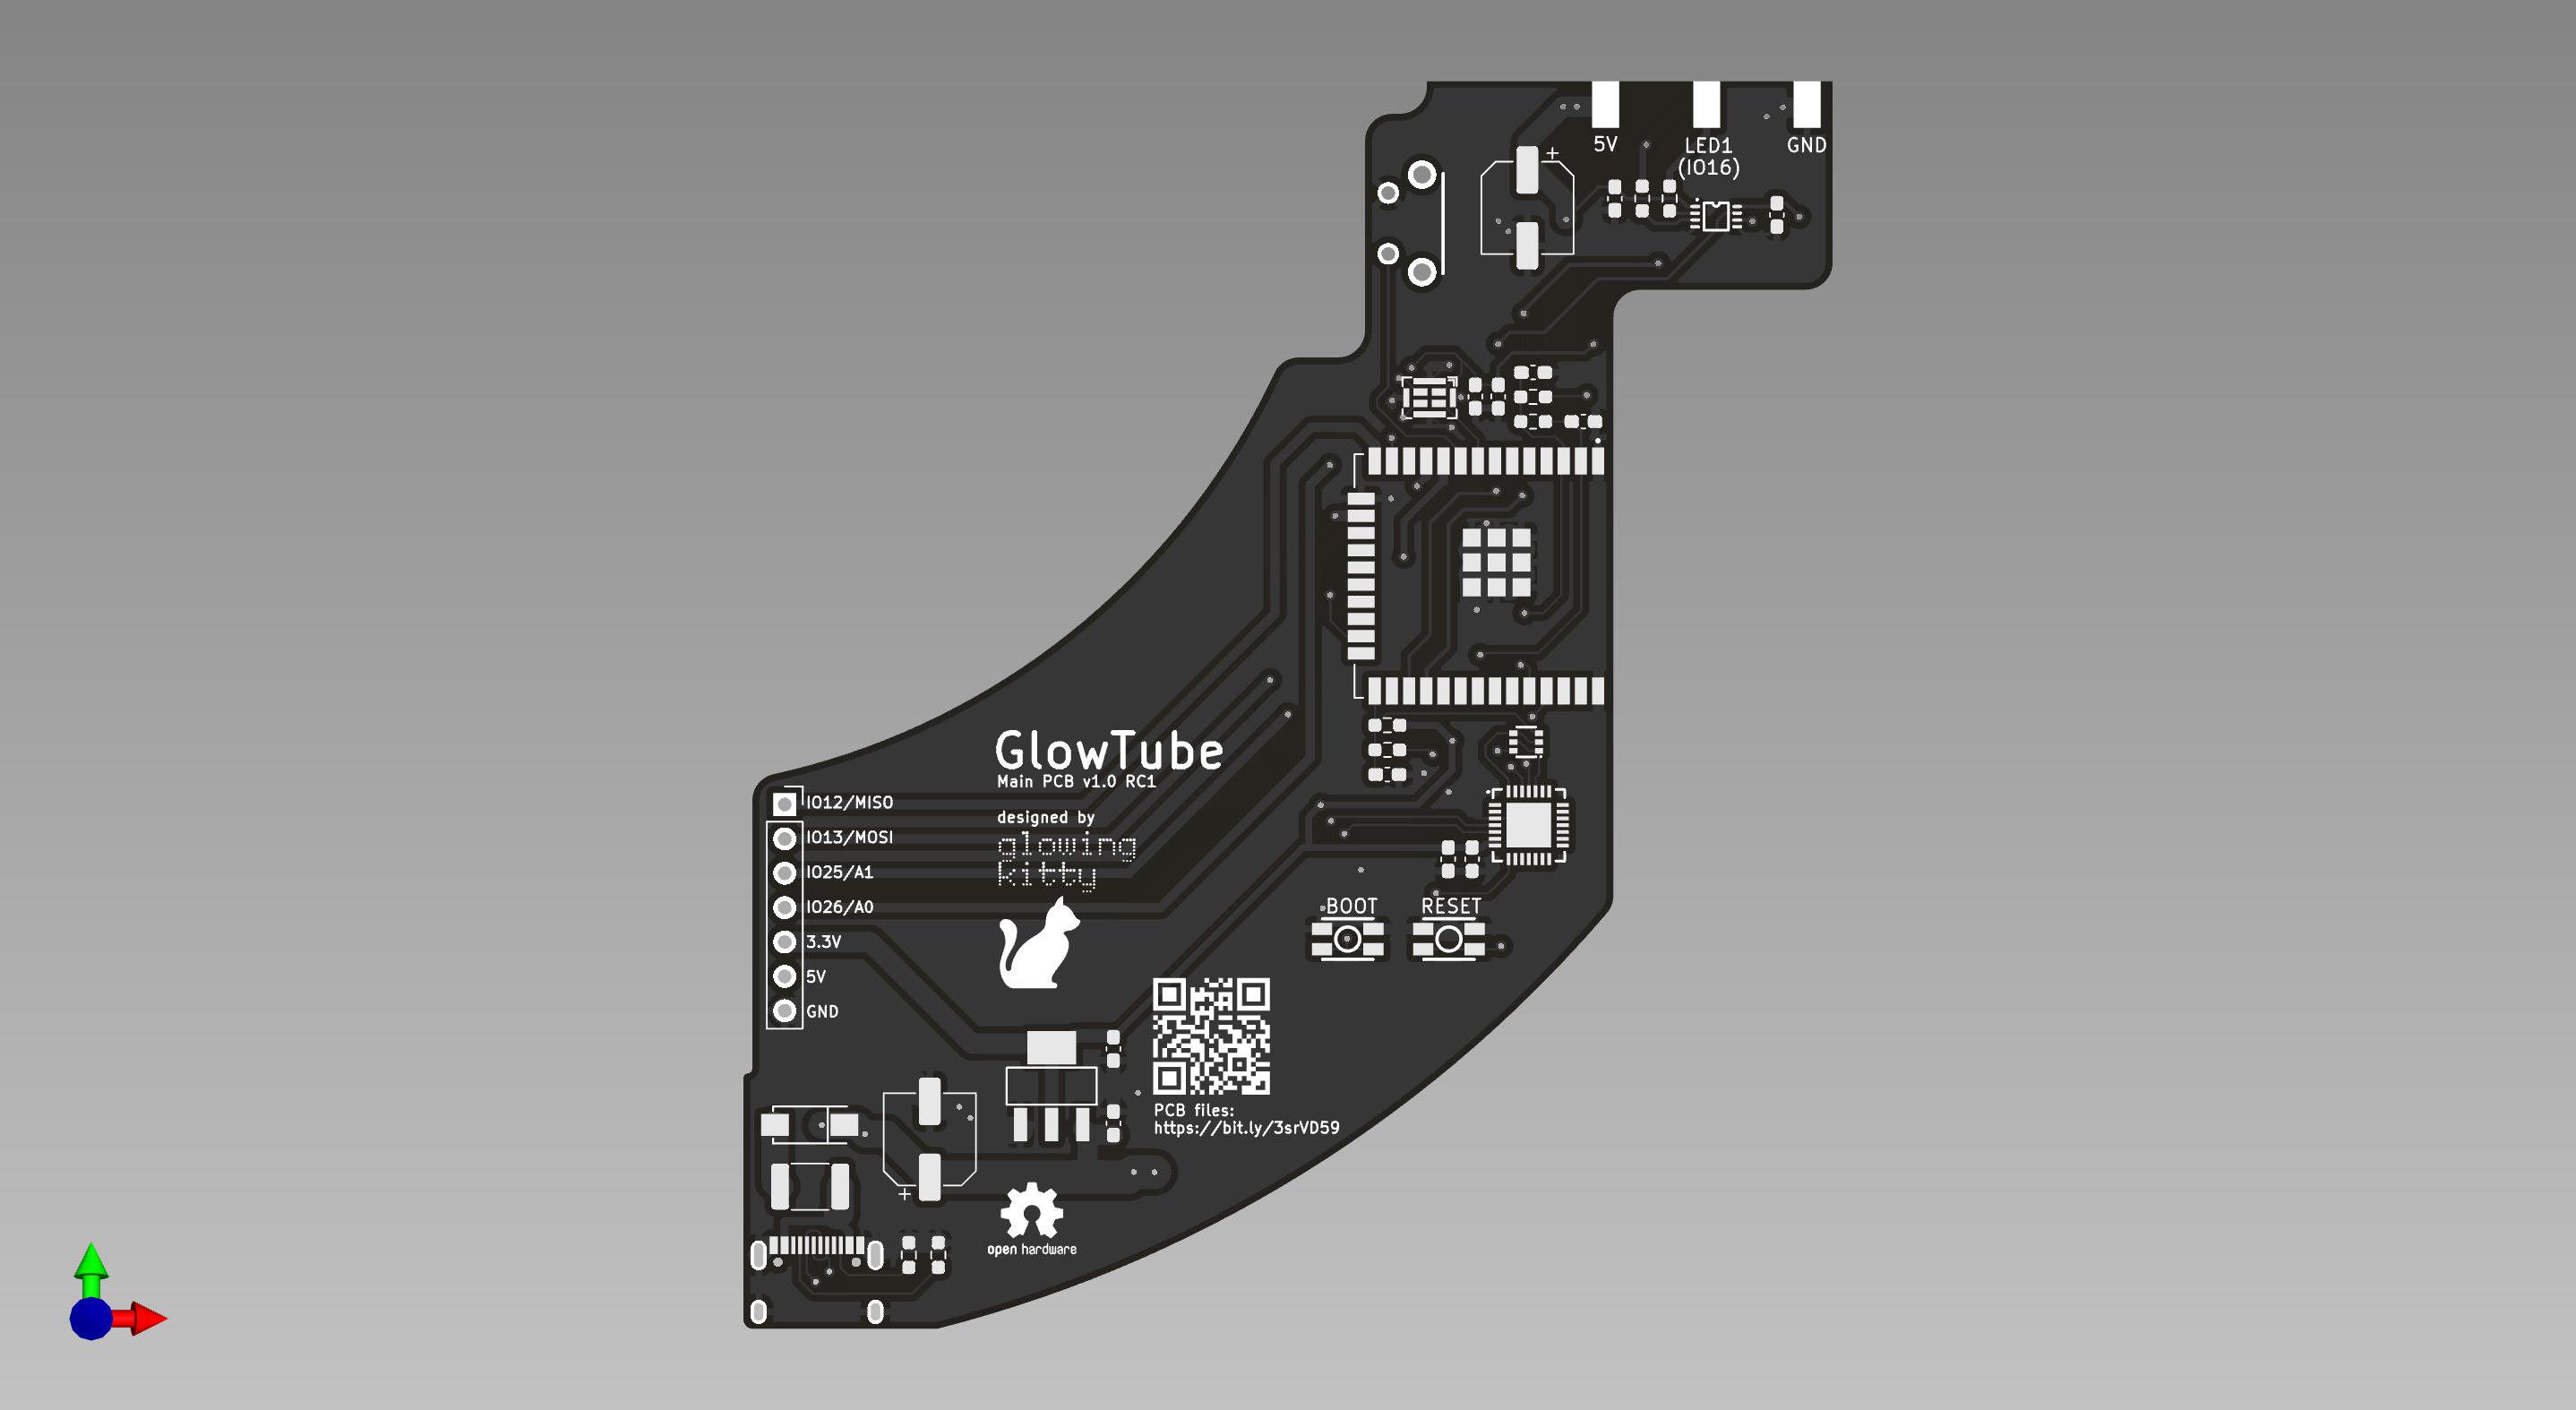 5V
LED1
(IO16)
GND
+
GlowTube
Main PCB v1.0 RC1
designed by
glowing
kitty
IO12/MISO
IO13/MOSI
IO25/A1
IO26/A0
3.3V
5V
GND
BOOT
RESET
PCB files:
https://bit.ly/3srVD59
+
open hardware